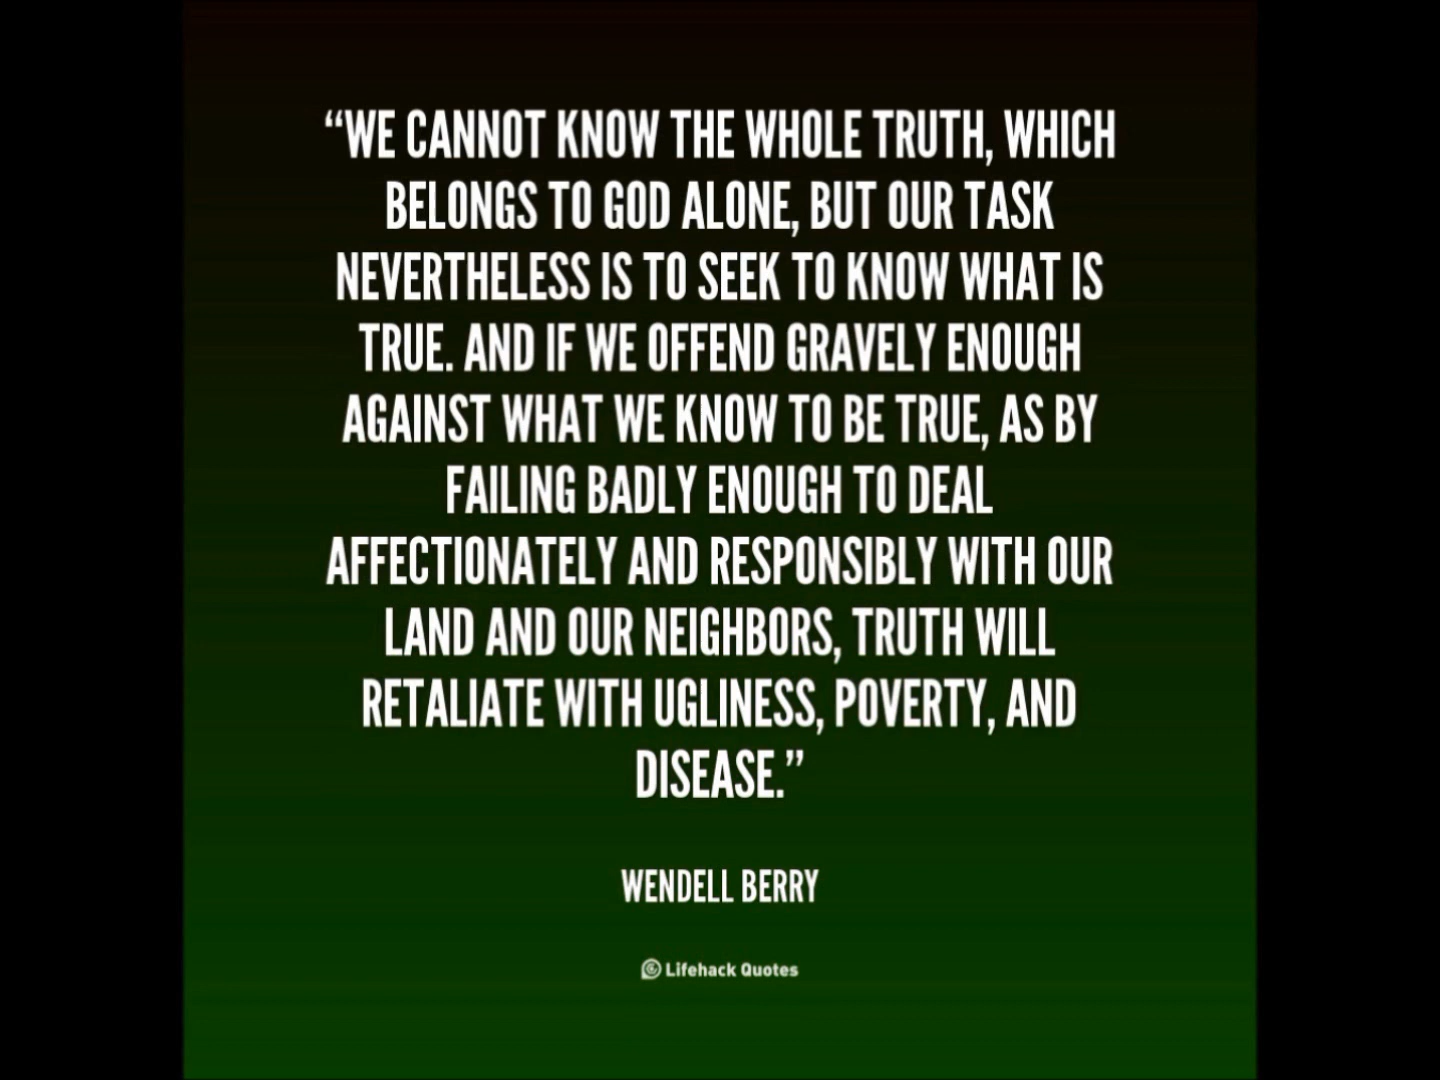 “WE CANNOT KNOW THE WHOLE TRUTH, WHICH
BELONGS TO GOD ALONE, BUT OUR TASK
NEVERTHELESS IS TO SEEK TO KNOW WHAT IS
TRUE. AND IF WE OFFEND GRAVELY ENOUGH
AGAINST WHAT WE KNOW TO BE TRUE, AS BY
FAILING BADLY ENOUGH TO DEAL
AFFECTIONATELY AND RESPONSIBLY WITH OUR
LAND AND OUR NEIGHBORS, TRUTH WILL
RETALIATE WITH UGLINESS, POVERTY, AND
DISEASE.”
WENDELL BERRY
Lifehack Quotes